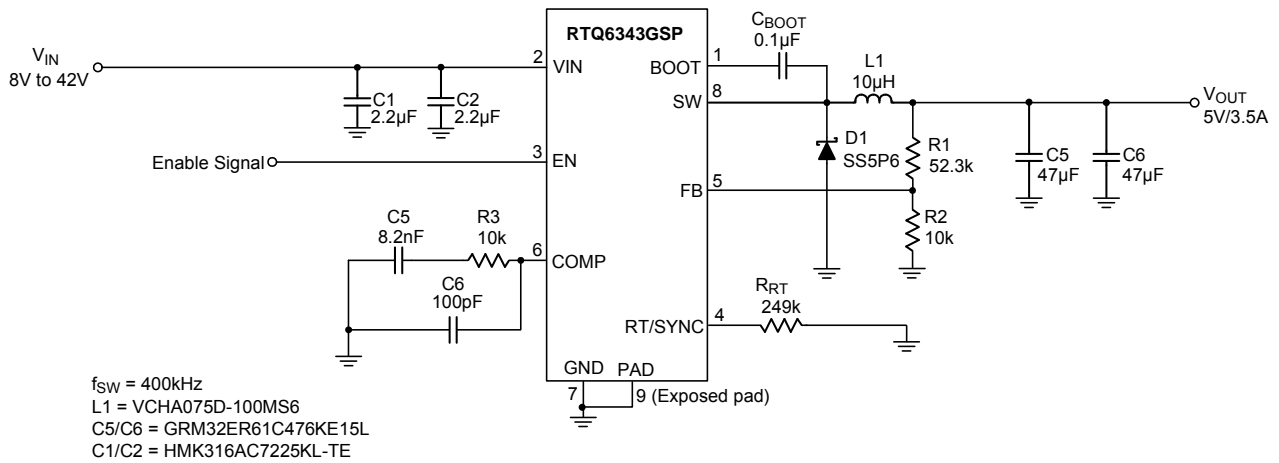 RTQ6343GSP
V_IN
8V to 42V
2
VIN
C1
2.2µF
C2
2.2µF
Enable Signal
3
EN
C5
8.2nF
R3
10k
6
COMP
C6
100pF
GND
PAD
7
9 (Exposed pad)
BOOT
1
C_BOOT
0.1µF
SW
8
L1
10µH
V_OUT
5V/3.5A
D1
SS5P6
R1
52.3k
C5
47µF
C6
47µF
FB
5
R2
10k
R_RT
249k
RT/SYNC
4
f_SW = 400kHz
L1 = VCHA075D-100MS6
C5/C6 = GRM32ER61C476KE15L
C1/C2 = HMK316AC7225KL-TE